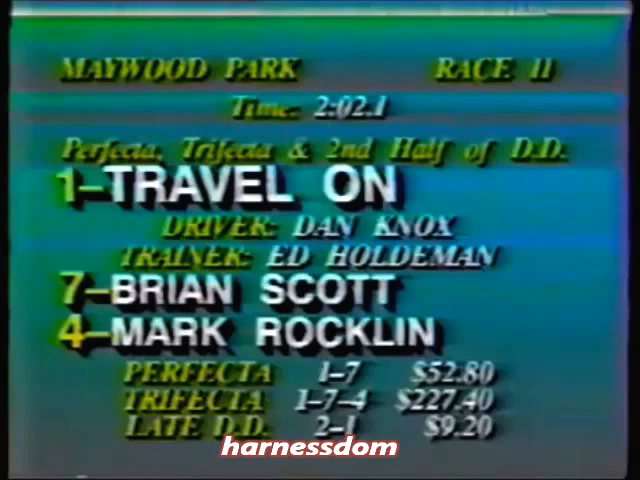 MAYWOOD PARK RACE 11
Time: 2:02.1
Perfecta, Trifecta & 2nd Half of D.D.
1–TRAVEL ON
DRIVER: DAN KNOX
TRAINER: ED HOLDEMAN
7–BRIAN SCOTT
4–MARK ROCKLIN
PERFECTA 1–7 $52.80
TRIFECTA 1–7–4 $227.40
LATE D.D. 2–1 $9.20
harnessdom